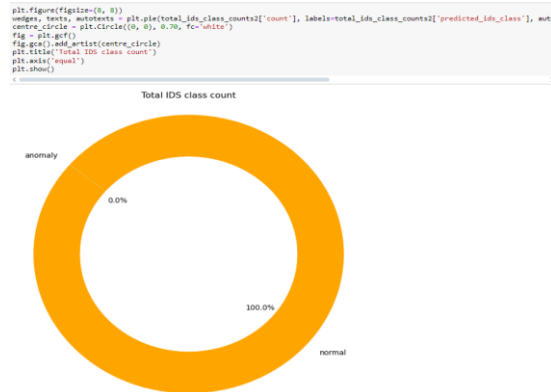 plt.figure(figsize=(8, 8))
wedges, texts, autotexts = plt.pie(total_ids_class_counts2['count'], labels=total_ids_class_counts2['predicted_ids_class'], aut
centre_circle = plt.Circle((0, 0), 0.70, fc='white')
fig = plt.gcf()
fig.gca().add_artist(centre_circle)
plt.title('Total IDS class count')
plt.axis('equal')
plt.show()
Total IDS class count
anomaly
0.0%
100.0%
normal